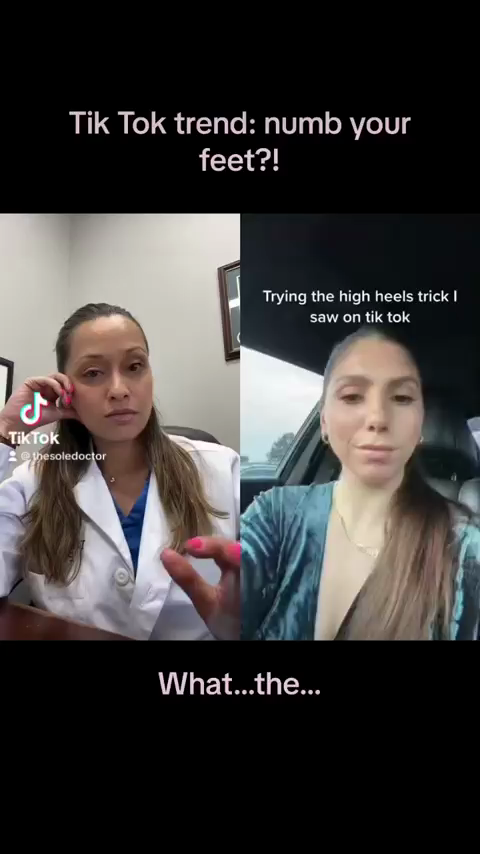 Tik Tok trend: numb your
feet?!
Trying the high heels trick I
saw on tik tok
TikTok
@thesoledoctor
What...the...